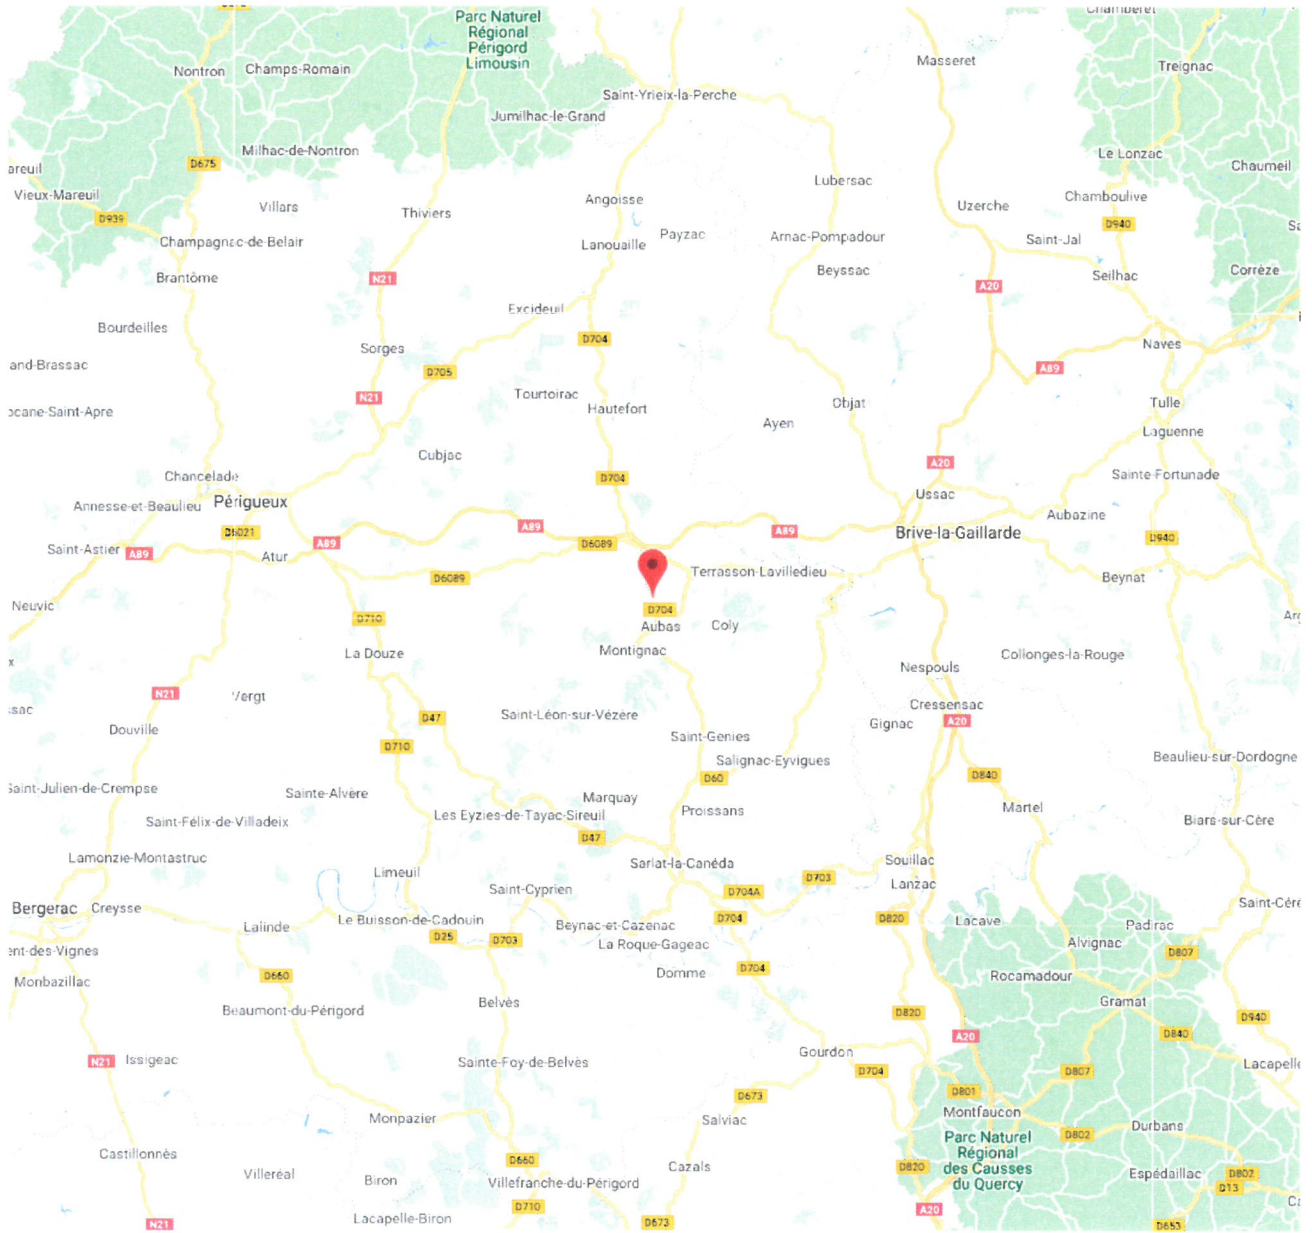 Parc Naturel
Régional
Périgord
Limousin
Chamberet
Masseret
Nontron
Champs-Romain
Treignac
Saint-Yrieix-la-Perche
Jumilhac-le-Grand
Milhac-de-Nontron
Le Lonzac
D675
Chaumeil
areuil
Lubersac
Vieux-Mareuil
Angoisse
Chamboulive
Villars
Thiviers
Uzerche
D939
D940
Payzac
Arnac-Pompadour
Saint-Jal
Champagnac-de-Belair
Lanouaille
Beyssac
Corrèze
Brantôme
N21
Seilhac
A20
Excideuil
Bourdeilles
D704
Naves
Sorges
and-Brassac
A89
D705
Tourtoirac
N21
Objat
Tulle
ocane-Saint-Apre
Hautefort
Ayen
Laguenne
Cubjac
A20
Chancelade
D704
Sainte-Fortunade
Ussac
Périgueux
Annesse-et-Beaulieu
Aubazine
A89
D6021
A89
Brive-la-Gaillarde
D940
A89
D6089
Saint-Astier
A89
Atur
Terrasson-Lavilledieu
D6089
Beynat
Neuvic
D704
D710
Aubas
Coly
Montignac
La Douze
Collonges-la-Rouge
Nespouls
N21
Vergt
ssac
Cressensac
Saint-Léon-sur-Vézère
D47
A20
Gignac
Douville
Saint-Genies
D710
Salignac-Eyvigues
Beaulieu-sur-Dordogne
D60
D840
Saint-Julien-de-Crempse
Sainte-Alvère
Marquay
Martel
Proissans
Les Eyzies-de-Tayac-Sireuil
Saint-Félix-de-Villadeix
Biars-sur-Cère
D47
Lamonzie-Montastruc
Souillac
Sarlat-la-Canéda
Limeuil
D703
Lanzac
Saint-Cyprien
D704A
Saint-Céré
Bergerac
Creysse
Le Buisson-de-Cadouin
D704
D820
Lacave
Lalinde
Beynac-et-Cazenac
Padirac
D25
D703
La Roque-Gageac
Alvignac
ent-des-Vignes
D807
D704
Domme
Monbazillac
D660
Rocamadour
Belvès
Gramat
Beaumont-du-Périgord
D820
D940
D840
A20
Gourdon
N21
Issigeac
Sainte-Foy-de-Belvès
Lacapelle
D704
D807
D801
D673
Monpazier
Montfaucon
Salviac
Durbans
D802
Parc Naturel
Régional
des Causses
du Quercy
Castillonnès
D660
Cazals
D820
Villeréal
Espédaillac
D802
Biron
Villefranche-du-Périgord
D13
D710
A20
Lacapelle-Biron
N21
D673
D653